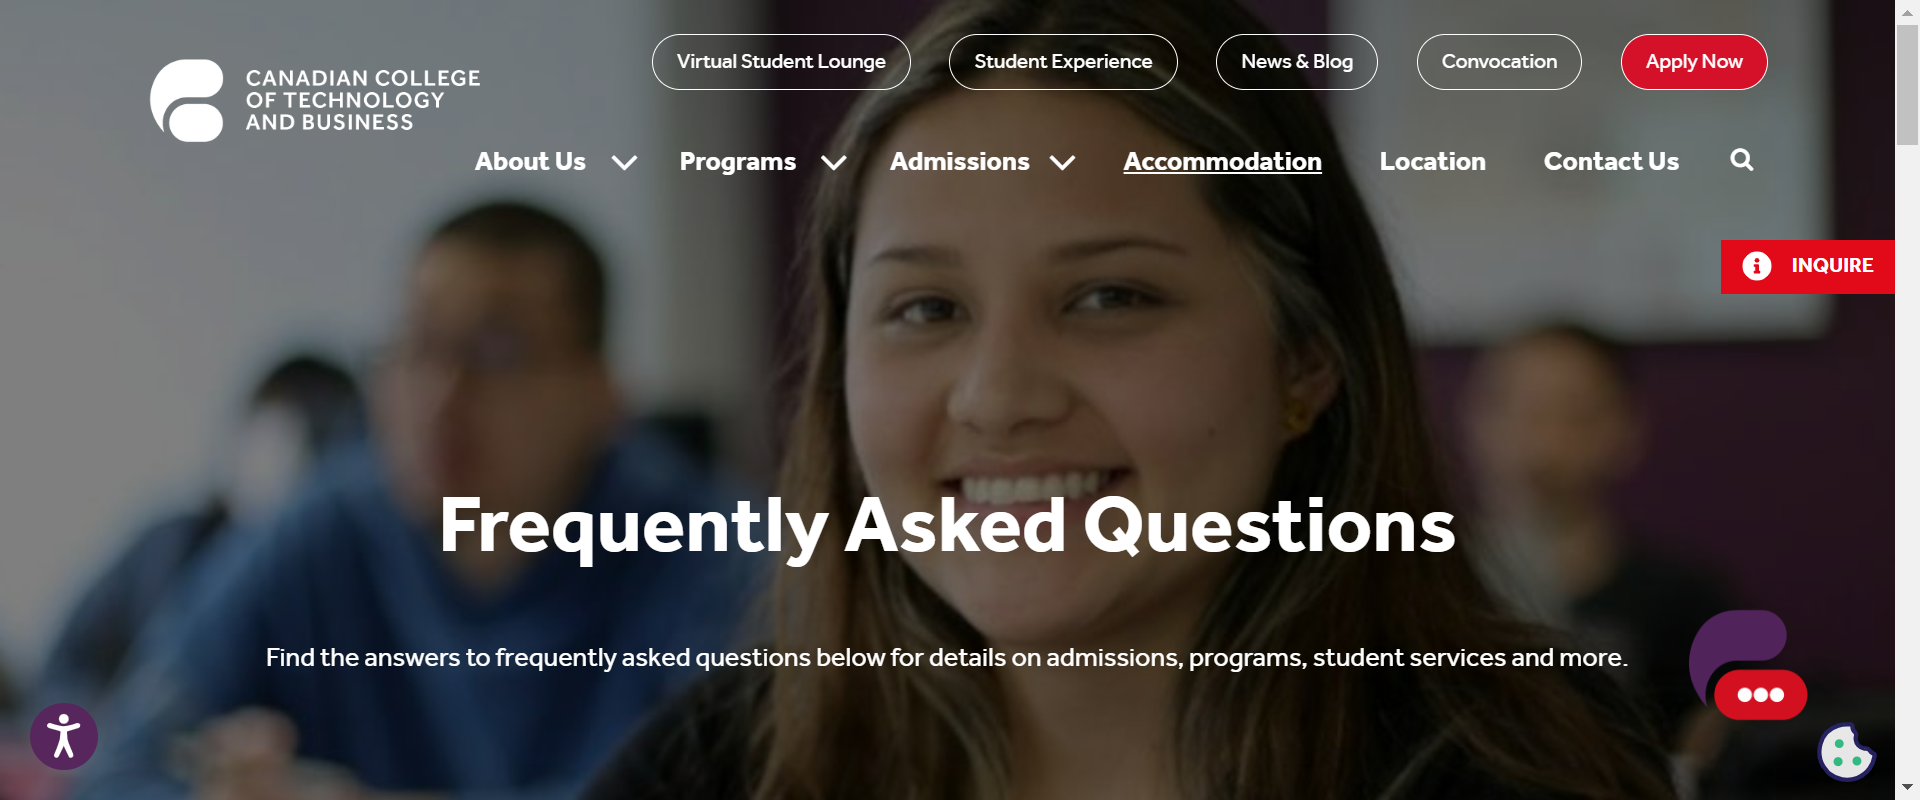 Virtual Student Lounge
Student Experience
News & Blog
Convocation
Apply Now
CANADIAN COLLEGE
OF TECHNOLOGY
AND BUSINESS
About Us
Programs
Admissions
Accommodation
Location
Contact Us
INQUIRE
Frequently Asked Questions
Find the answers to frequently asked questions below for details on admissions, programs, student services and more.